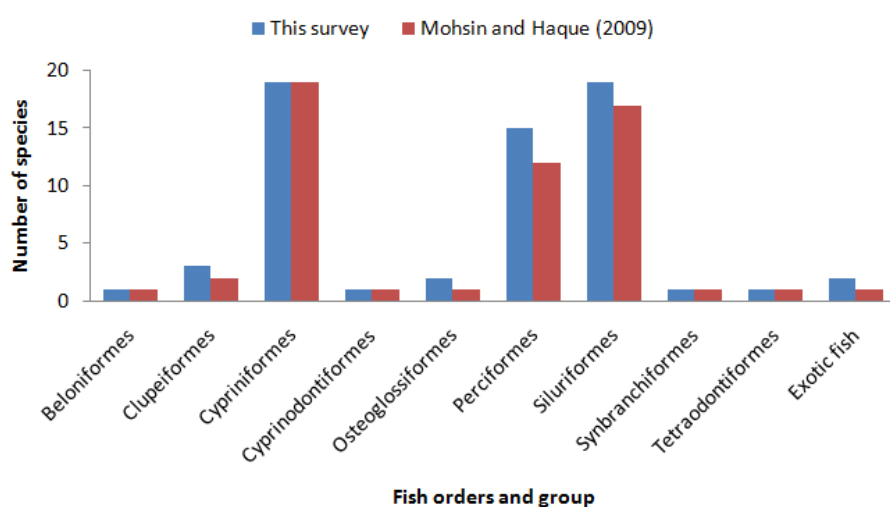 This survey Mohsin and Haque (2009)
Number of species
20
15
10
5
0
Beloniformes
Clupeiformes
Cypriniformes
Cyprinodontiformes
Osteoglossiformes
Perciformes
Siluriformes
Synbranchiformes
Tetraodontiformes
Exotic fish
Fish orders and group